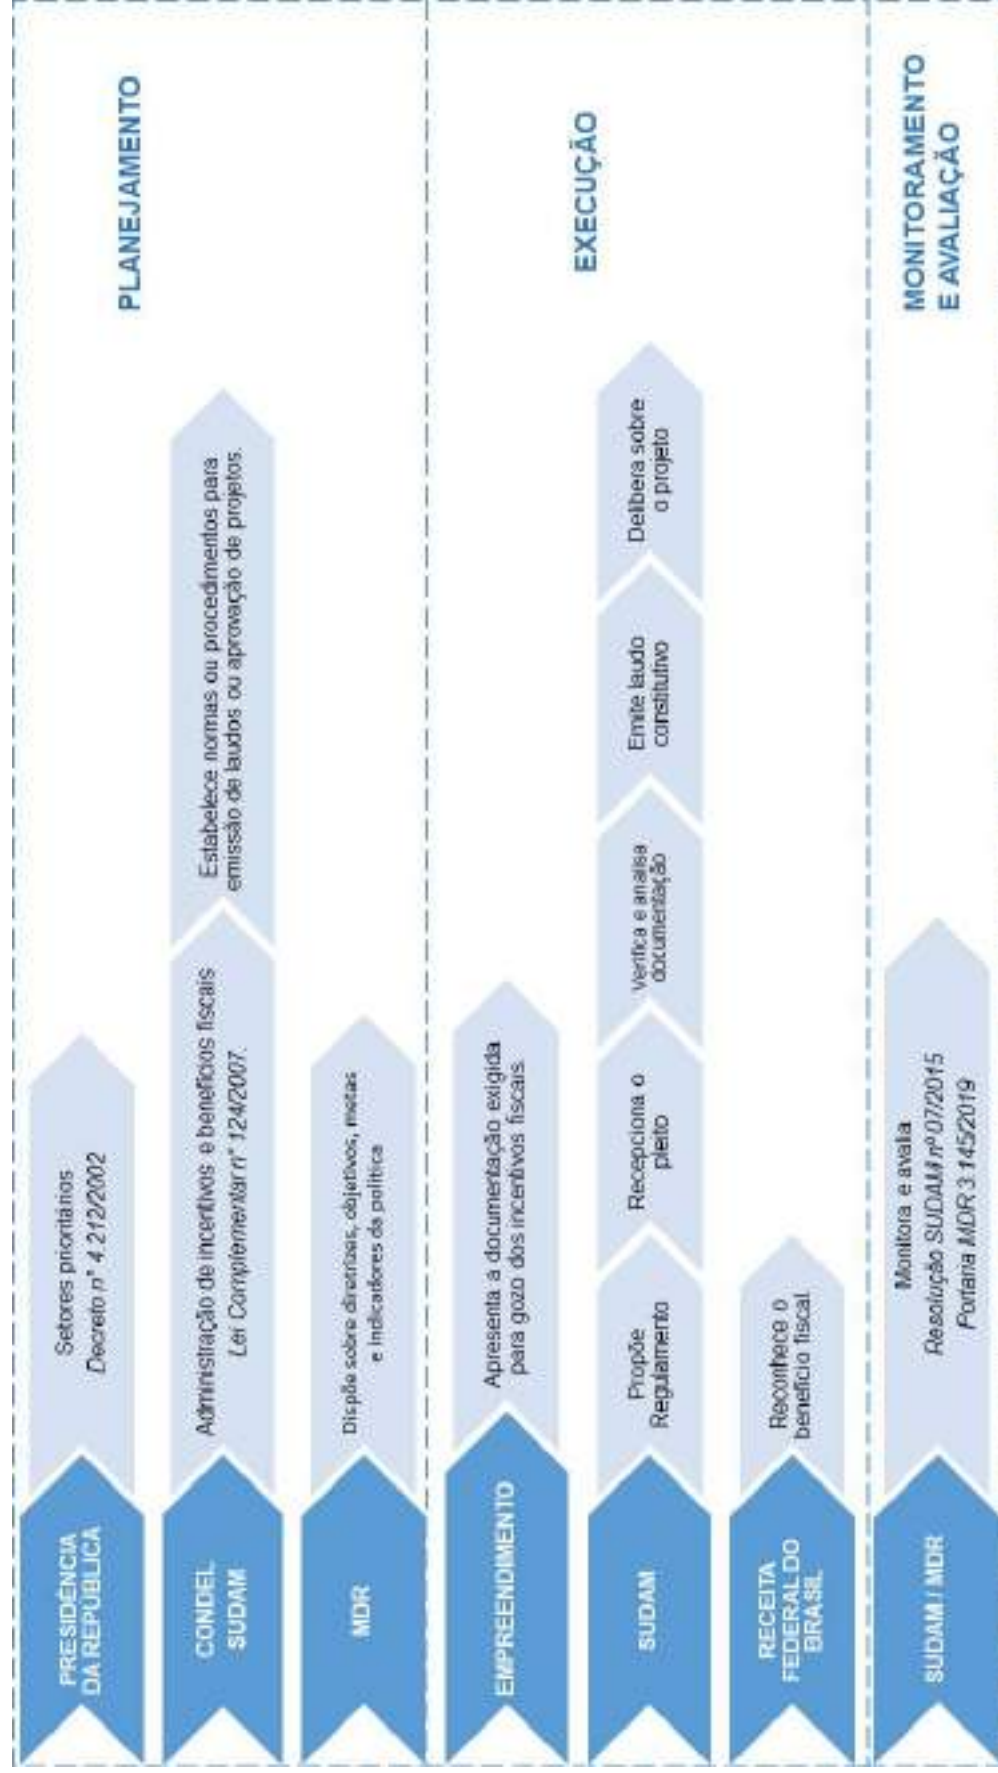 PLANEJAMENTO
PRESIDÊNCIA
DA REPÚBLICA
Setores prioritários
Decreto n° 4.212/2002
CONDEL
SUDAM
Administração de incentivos e benefícios fiscais
Lei Complementar n° 124/2007.
Estabelece normas ou procedimentos para
emissão de laudos ou aprovação de projetos.
MDR
Dispõe sobre diretrizes, objetivos, metas
e indicadores da política
EXECUÇÃO
EMPREENDIMENTO
Apresenta a documentação exigida
para gozo dos incentivos fiscais.
SUDAM
Propõe
Regulamento
Recepciona o
pleito
Verifica e analisa
documentação
Emite laudo
constitutivo
Delibera sobre
o projeto
RECEITA
FEDERAL DO
BRASIL
Reconhece o
benefício fiscal.
MONITORAMENTO
E AVALIAÇÃO
SUDAM / MDR
Monitora e avalia
Resolução SUDAM nº 07/2015
Portaria MDR 3.145/2019